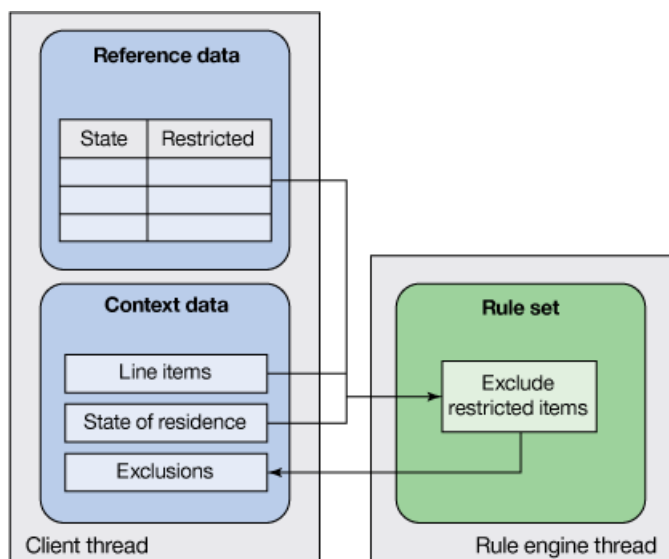 Reference data
State Restricted
Context data
Line items
State of residence
Exclusions
Client thread
Rule set
Exclude
restricted items
Rule engine thread